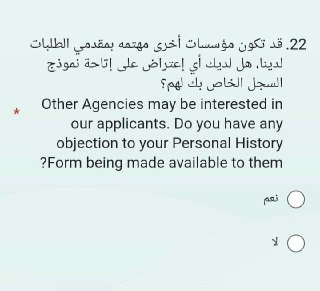 22. قد تكون مؤسسات أخرى مهتمه بمقدمي الطلبات
لدينا، هل لديك أي إعتراض على إتاحة نموذج
السجل الخاص بك لهم؟
* Other Agencies may be interested in
our applicants. Do you have any
objection to your Personal History
?Form being made available to them
نعم
لا